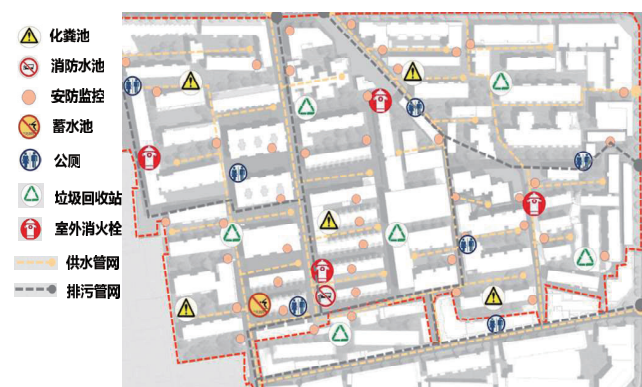 化粪池
消防水池
安防监控
蓄水池
公厕
垃圾回收站
室外消火栓
供水管网
排污管网